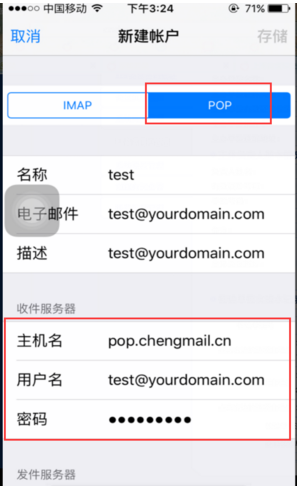 中国移动 下午3:24 71%
取消 新建帐户 存储
IMAP POP
名称 test
电子邮件 test@yourdomain.com
描述 test@yourdomain.com
收件服务器
主机名 pop.chengmail.cn
用户名 test@yourdomain.com
密码 ●●●●●●●●●
发件服务器